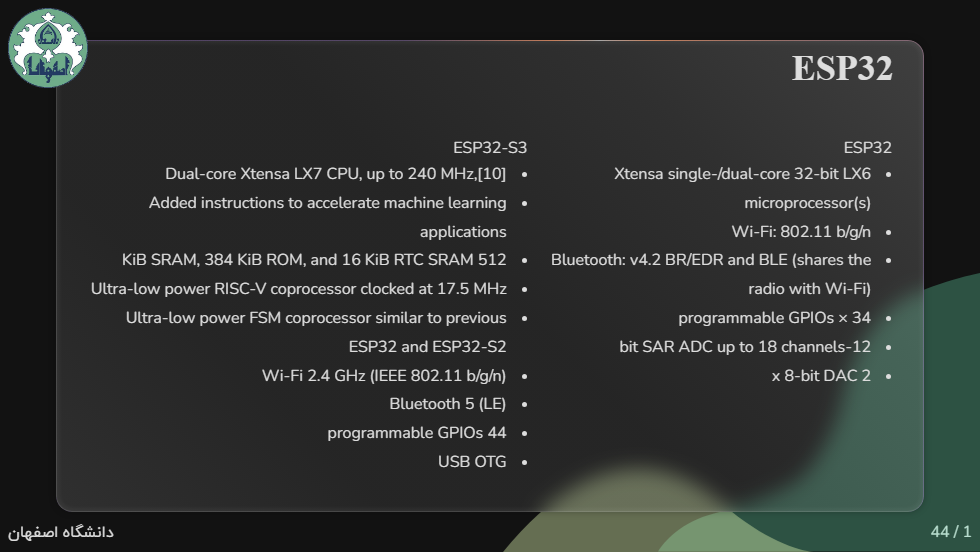 ESP32
ESP32
Xtensa single-/dual-core 32-bit LX6
microprocessor(s)
Wi-Fi: 802.11 b/g/n
Bluetooth: v4.2 BR/EDR and BLE (shares the
radio with Wi-Fi)
programmable GPIOs × 34
bit SAR ADC up to 18 channels-12
x 8-bit DAC 2
ESP32-S3
Dual-core Xtensa LX7 CPU, up to 240 MHz,[10]
Added instructions to accelerate machine learning
applications
KiB SRAM, 384 KiB ROM, and 16 KiB RTC SRAM 512
Ultra-low power RISC-V coprocessor clocked at 17.5 MHz
Ultra-low power FSM coprocessor similar to previous
ESP32 and ESP32-S2
Wi-Fi 2.4 GHz (IEEE 802.11 b/g/n)
Bluetooth 5 (LE)
programmable GPIOs 44
USB OTG
دانشگاه اصفهان
44 / 1